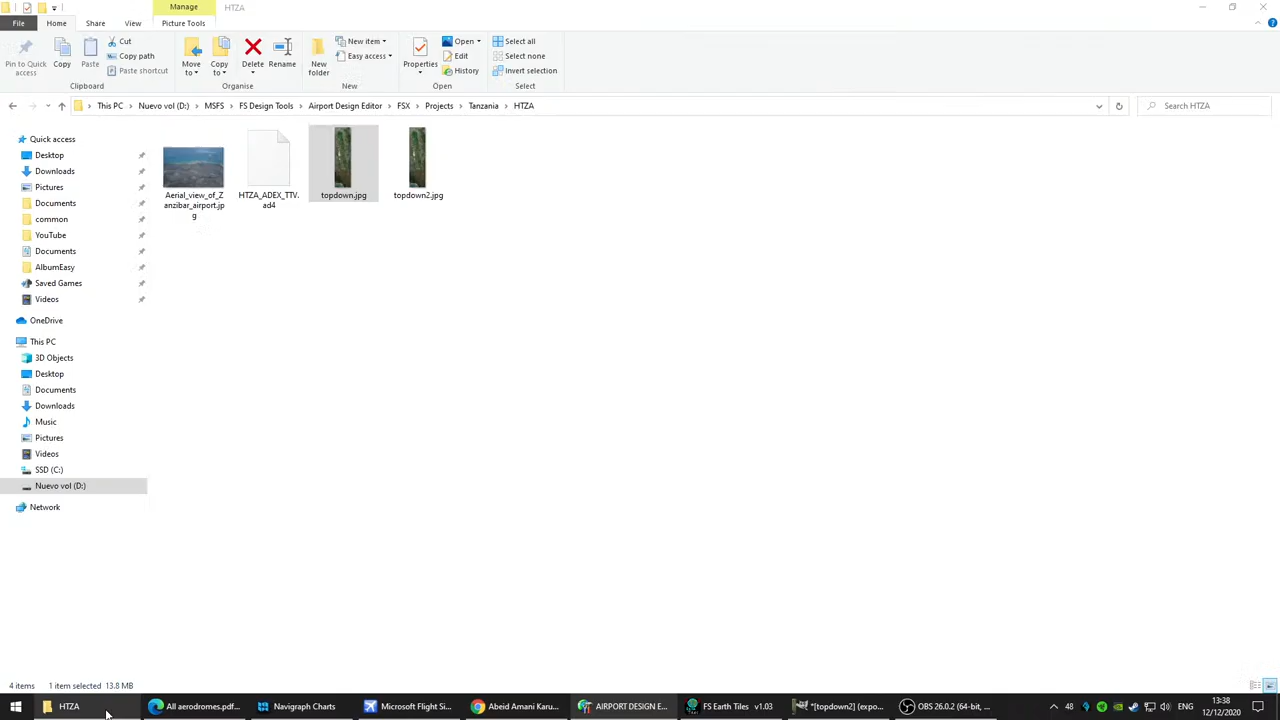 Manage
HTZA
File
Home
Share
View
Picture Tools
Pin to Quick access
Copy
Paste
Cut
Copy path
Paste shortcut
Clipboard
Move to
Copy to
Delete
Rename
Organise
New folder
New item
Easy access
New
Properties
Open
Edit
History
Open
Select all
Select none
Invert selection
Select
This PC
Nuevo vol (D:)
MSFS
FS Design Tools
Airport Design Editor
FSX
Projects
Tanzania
HTZA
Search HTZA
Quick access
Desktop
Downloads
Pictures
Documents
common
YouTube
Documents
AlbumEasy
Saved Games
Videos
OneDrive
This PC
3D Objects
Desktop
Documents
Downloads
Music
Pictures
Videos
SSD (C:)
Nuevo vol (D:)
Network
Aerial_view_of_Z
anzibar_airport.jp
g
HTZA_ADEX_TTV.
ad4
topdown.jpg
topdown2.jpg
4 items
1 item selected 13.8 MB
HTZA
All aerodromes.pdf...
Navigraph Charts
Microsoft Flight Si...
Abeid Amani Karu...
AIRPORT DESIGN E...
FS Earth Tiles v1.03
*[topdown2] (expo...
OBS 26.0.2 (64-bit, ...
48
ENG
13:38
12/12/2020